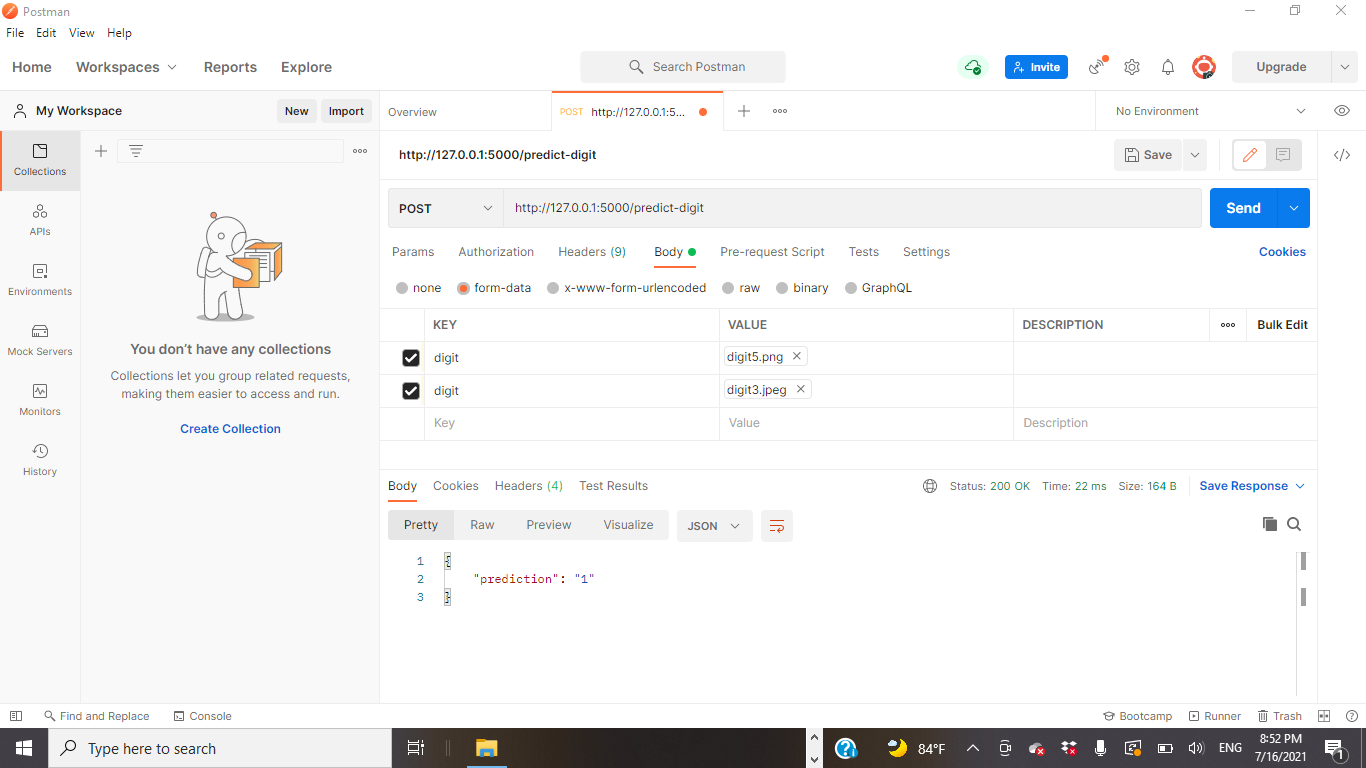 Postman
File Edit View Help
Home Workspaces Reports Explore Search Postman Invite Upgrade
My Workspace New Import Overview POST http://127.0.0.1:5... No Environment
Collections
APIs
Environments
Mock Servers
Monitors
History
You don't have any collections
Collections let you group related requests,
making them easier to access and run.
Create Collection
http://127.0.0.1:5000/predict-digit Save
POST http://127.0.0.1:5000/predict-digit Send
Params Authorization Headers (9) Body Pre-request Script Tests Settings Cookies
none form-data x-www-form-urlencoded raw binary GraphQL
KEY VALUE DESCRIPTION Bulk Edit
digit digit5.png
digit digit3.jpeg
Key Value Description
Body Cookies Headers (4) Test Results Status: 200 OK Time: 22 ms Size: 164 B Save Response
Pretty Raw Preview Visualize JSON
1 {
2 "prediction": "1"
3 }
Find and Replace Console Bootcamp Runner Trash
Type here to search 84°F ENG 8:52 PM
7/16/2021 1